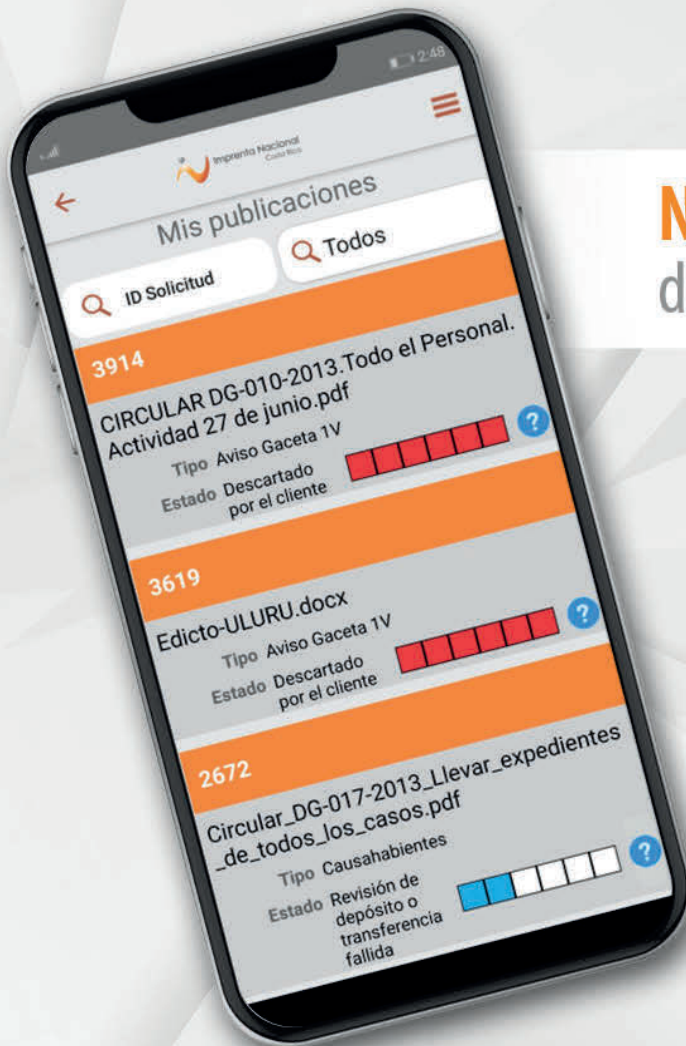 2:48
Imprenta Nacional
Costa Rica
Mis publicaciones
ID Solicitud
Todos
3914
CIRCULAR DG-010-2013.Todo el Personal.
Actividad 27 de junio.pdf
Tipo Aviso Gaceta 1V
Estado Descartado
por el cliente
?
3619
Edicto-ULURU.docx
Tipo Aviso Gaceta 1V
Estado Descartado
por el cliente
?
2672
Circular_DG-017-2013_Llevar_expedientes
_de_todos_los_casos.pdf
Tipo Causahabientes
Estado Revisión de
depósito o
transferencia
fallida
?
N
d